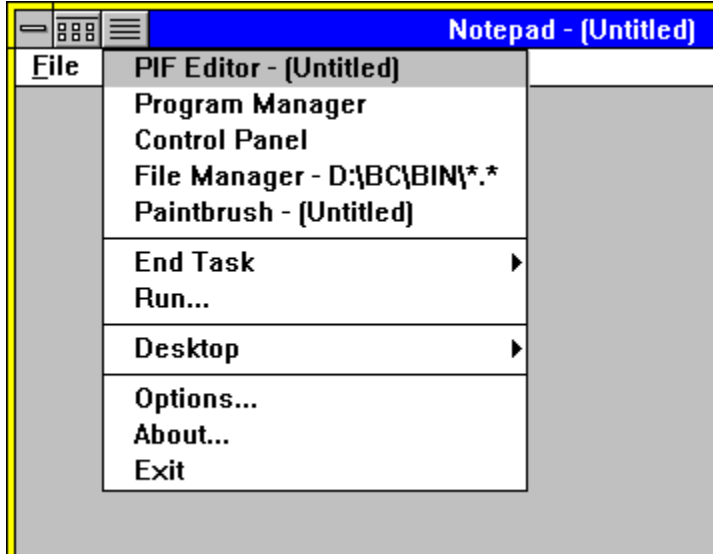 Notepad - (Untitled)
File
PIF Editor - (Untitled)
Program Manager
Control Panel
File Manager - D:\BC\BIN\*.*
Paintbrush - (Untitled)
End Task
Run...
Desktop
Options...
About...
Exit